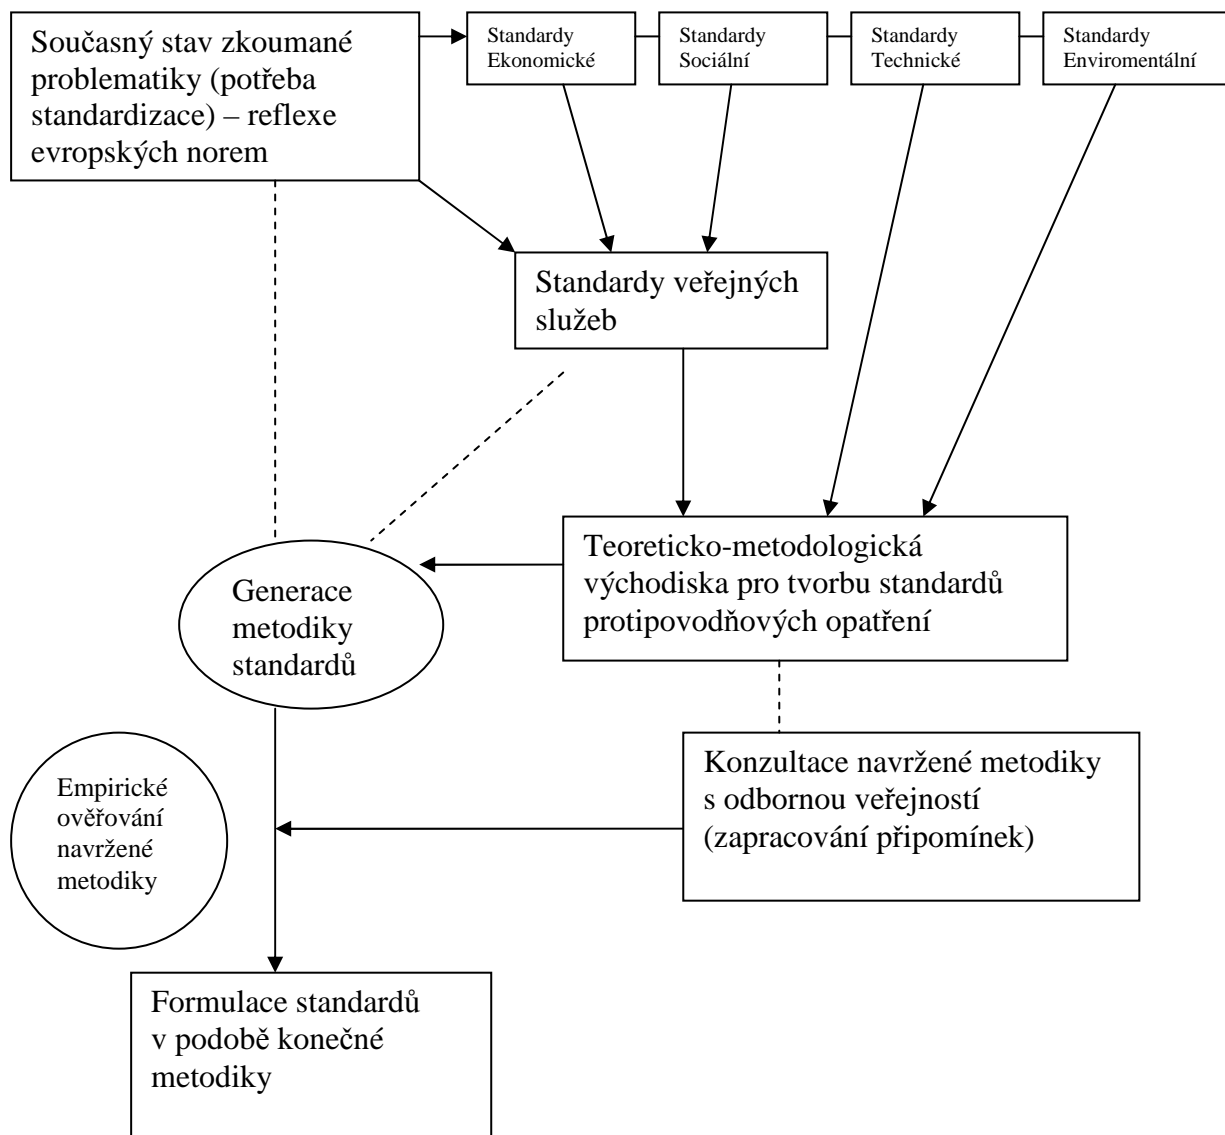 Současný stav zkoumané
problematiky (potřeba
standardizace) – reflexe
evropských norem
Standardy
Ekonomické
Standardy
Sociální
Standardy
Technické
Standardy
Enviromentální
Standardy veřejných
služeb
Teoreticko-metodologická
východiska pro tvorbu standardů
protipovodňových opatření
Generace
metodiky
standardů
Konzultace navržené metodiky
s odbornou veřejností
(zapracování připomínek)
Empirické
ověřování
navržené
metodiky
Formulace standardů
v podobě konečné
metodiky